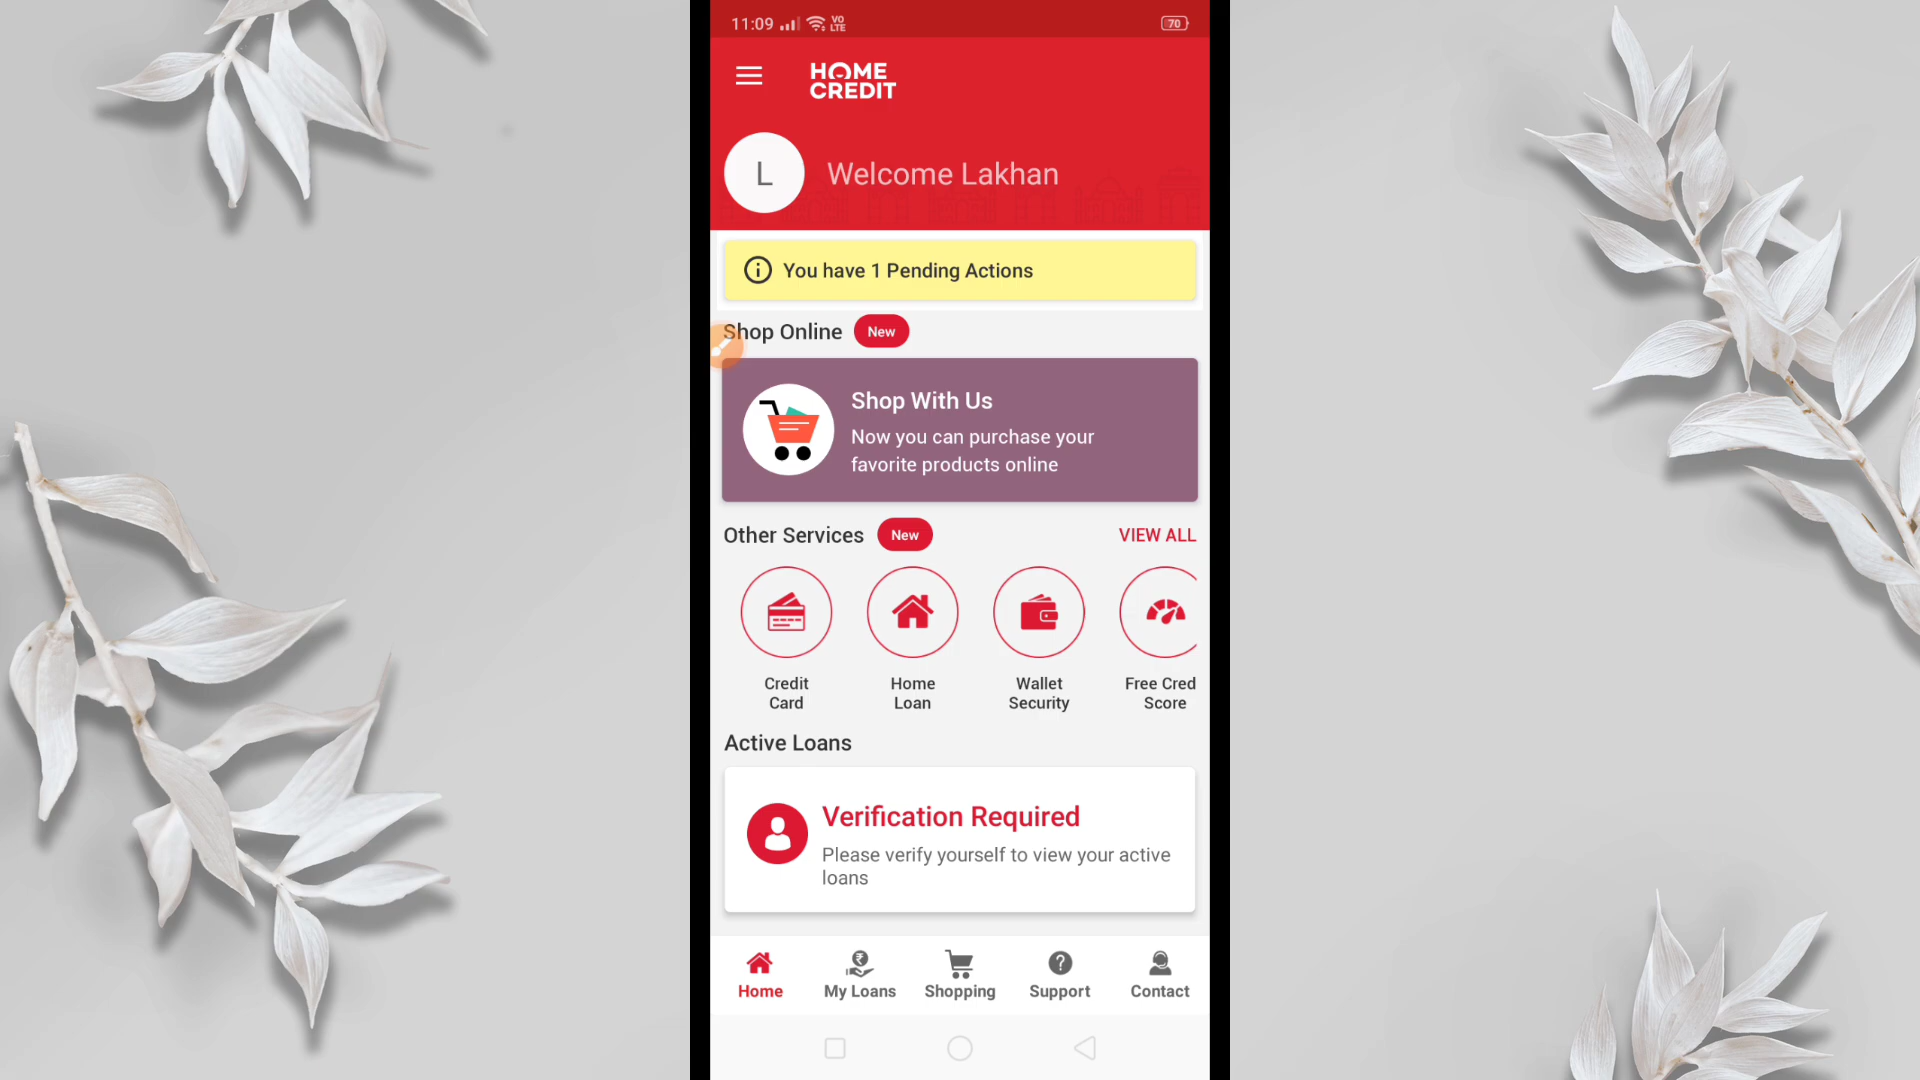 11:09
VO
LTE
70
HOME
CREDIT
L
Welcome Lakhan
You have 1 Pending Actions
Shop Online
New
Shop With Us
Now you can purchase your
favorite products online
Other Services
New
VIEW ALL
Credit
Card
Home
Loan
Wallet
Security
Free Cred
Score
Active Loans
Verification Required
Please verify yourself to view your active
loans
Home
My Loans
Shopping
Support
Contact